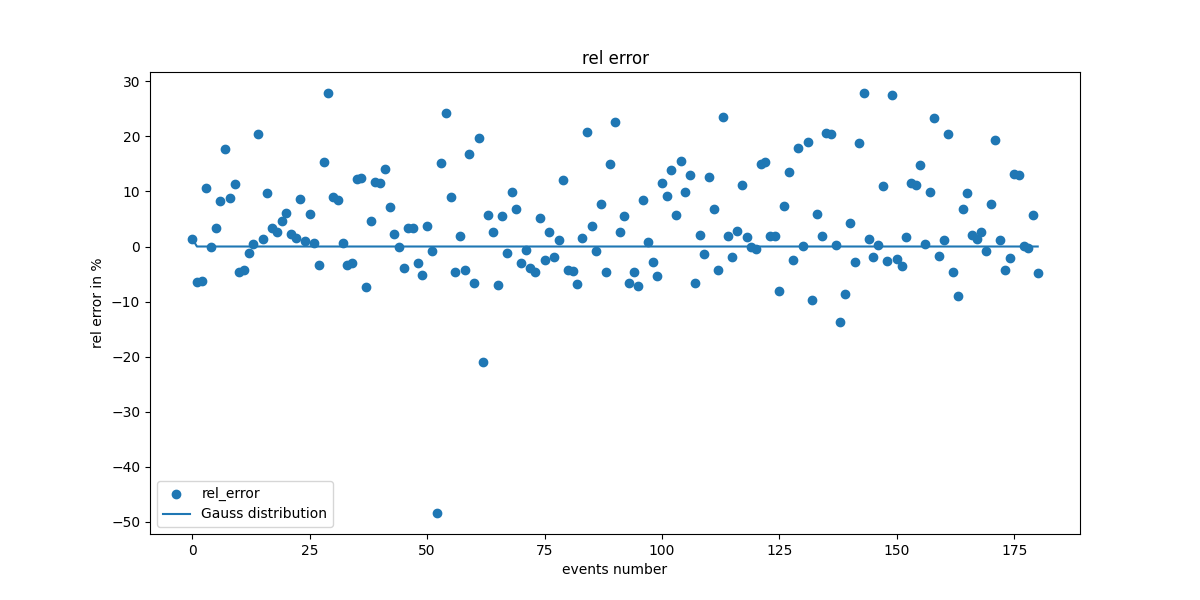 rel error
30
20
10
0
−10
−20
−30
−40
−50
rel error in %
rel_error
Gauss distribution
0 25 50 75 100 125 150 175
events number